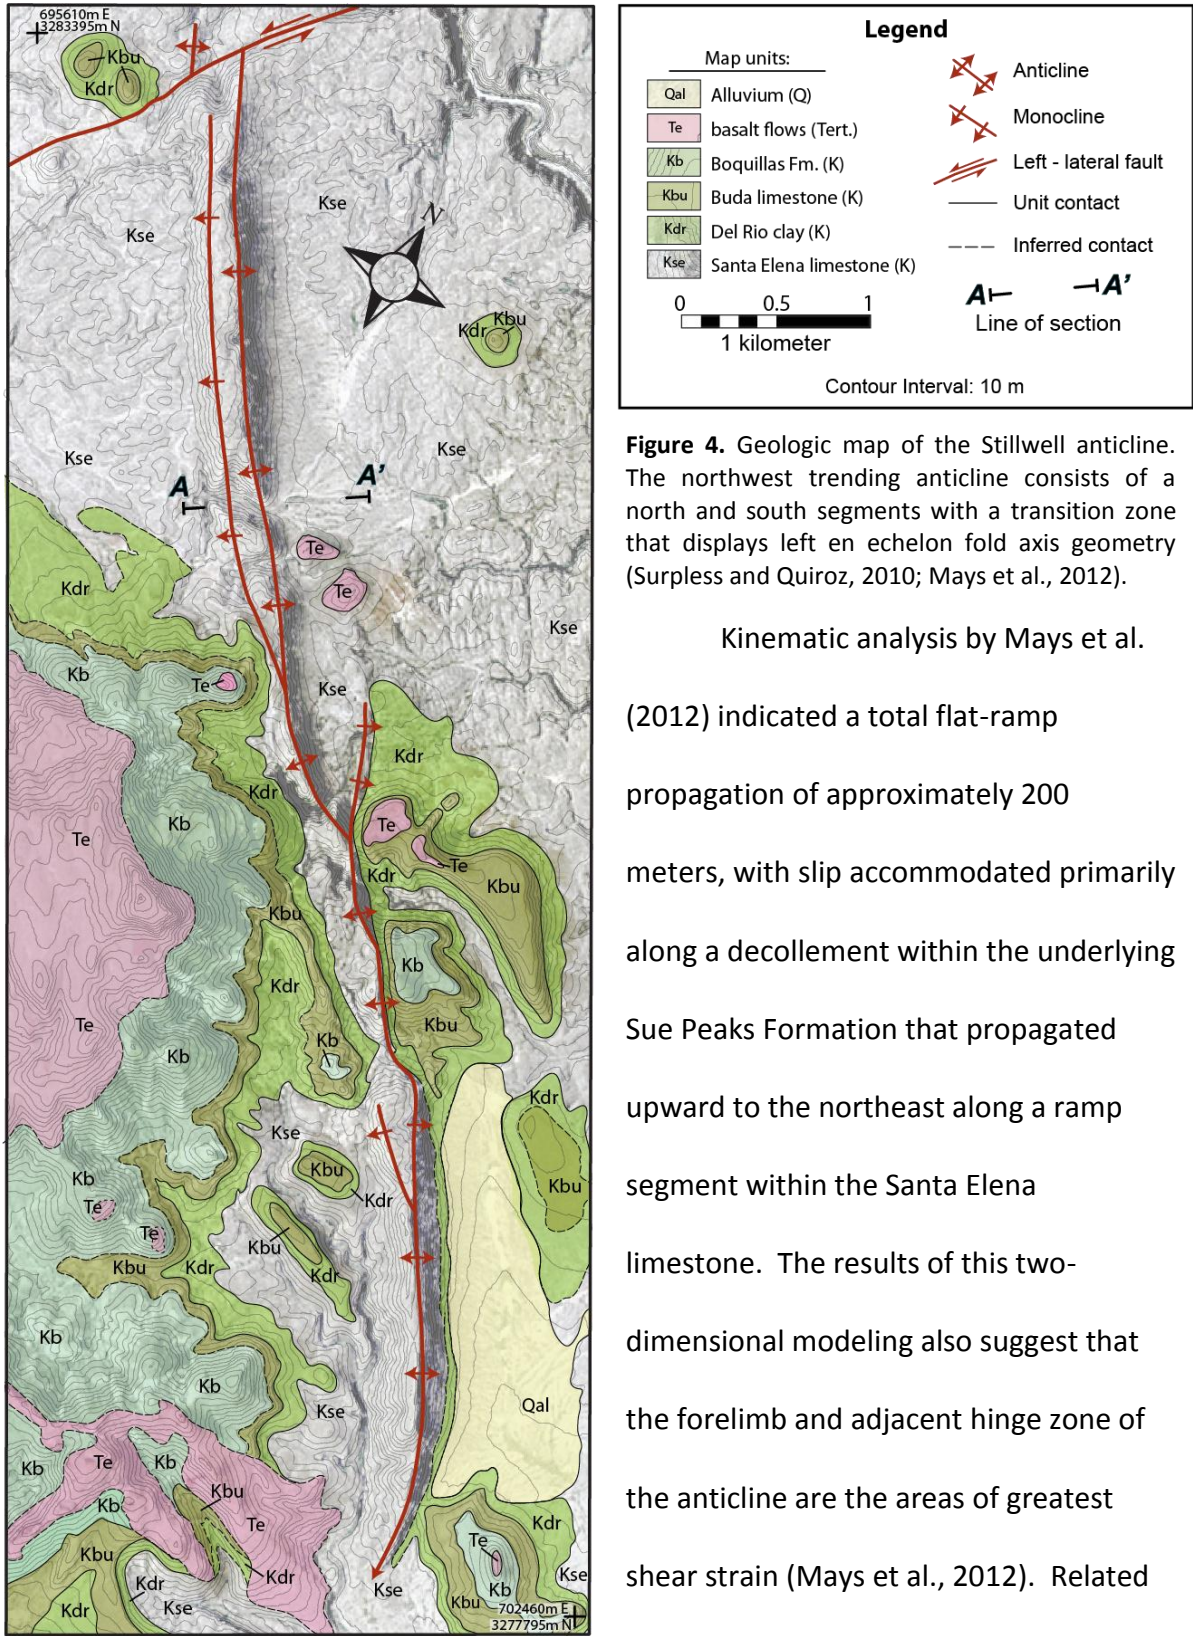 695610m E
3283395m N
Kbu
Kdr
Kse
Kse
N
Kdr
Kbu
Kse
Kse
A
A'
Te
Te
Kdr
Kse
Kb
Te
Kse
Kdr
Kdr
Te
Kb
Te
Te
Kdr
Kbu
Kbu
Kb
Kdr
Kbu
Te
Kb
Kb
Kdr
Kse
Kbu
Kb
Kdr
Kbu
Te
Te
Kbu
Kbu
Kdr
Kdr
Kb
Kb
Qal
Kse
Kb
Te
Kb
Kbu
Kb
Te
Kdr
Te
Kbu
Kdr
Kdr
Kse
Kse
Kb
Kse
Kbu
Kdr
702460m E
3277795m N
Legend
Map units:
Qal Alluvium (Q)
Te basalt flows (Tert.)
Kb Boquillas Fm. (K)
Kbu Buda limestone (K)
Kdr Del Rio clay (K)
Kse Santa Elena limestone (K)
0 0.5 1
1 kilometer
Anticline
Monocline
Left - lateral fault
Unit contact
Inferred contact
A A'
Line of section
Contour Interval: 10 m
Figure 4. Geologic map of the Stillwell anticline.
The northwest trending anticline consists of a
north and south segments with a transition zone
that displays left en echelon fold axis geometry
(Surpless and Quiroz, 2010; Mays et al., 2012).
Kinematic analysis by Mays et al.
(2012) indicated a total flat-ramp
propagation of approximately 200
meters, with slip accommodated primarily
along a decollement within the underlying
Sue Peaks Formation that propagated
upward to the northeast along a ramp
segment within the Santa Elena
limestone.  The results of this two-
dimensional modeling also suggest that
the forelimb and adjacent hinge zone of
the anticline are the areas of greatest
shear strain (Mays et al., 2012).  Related